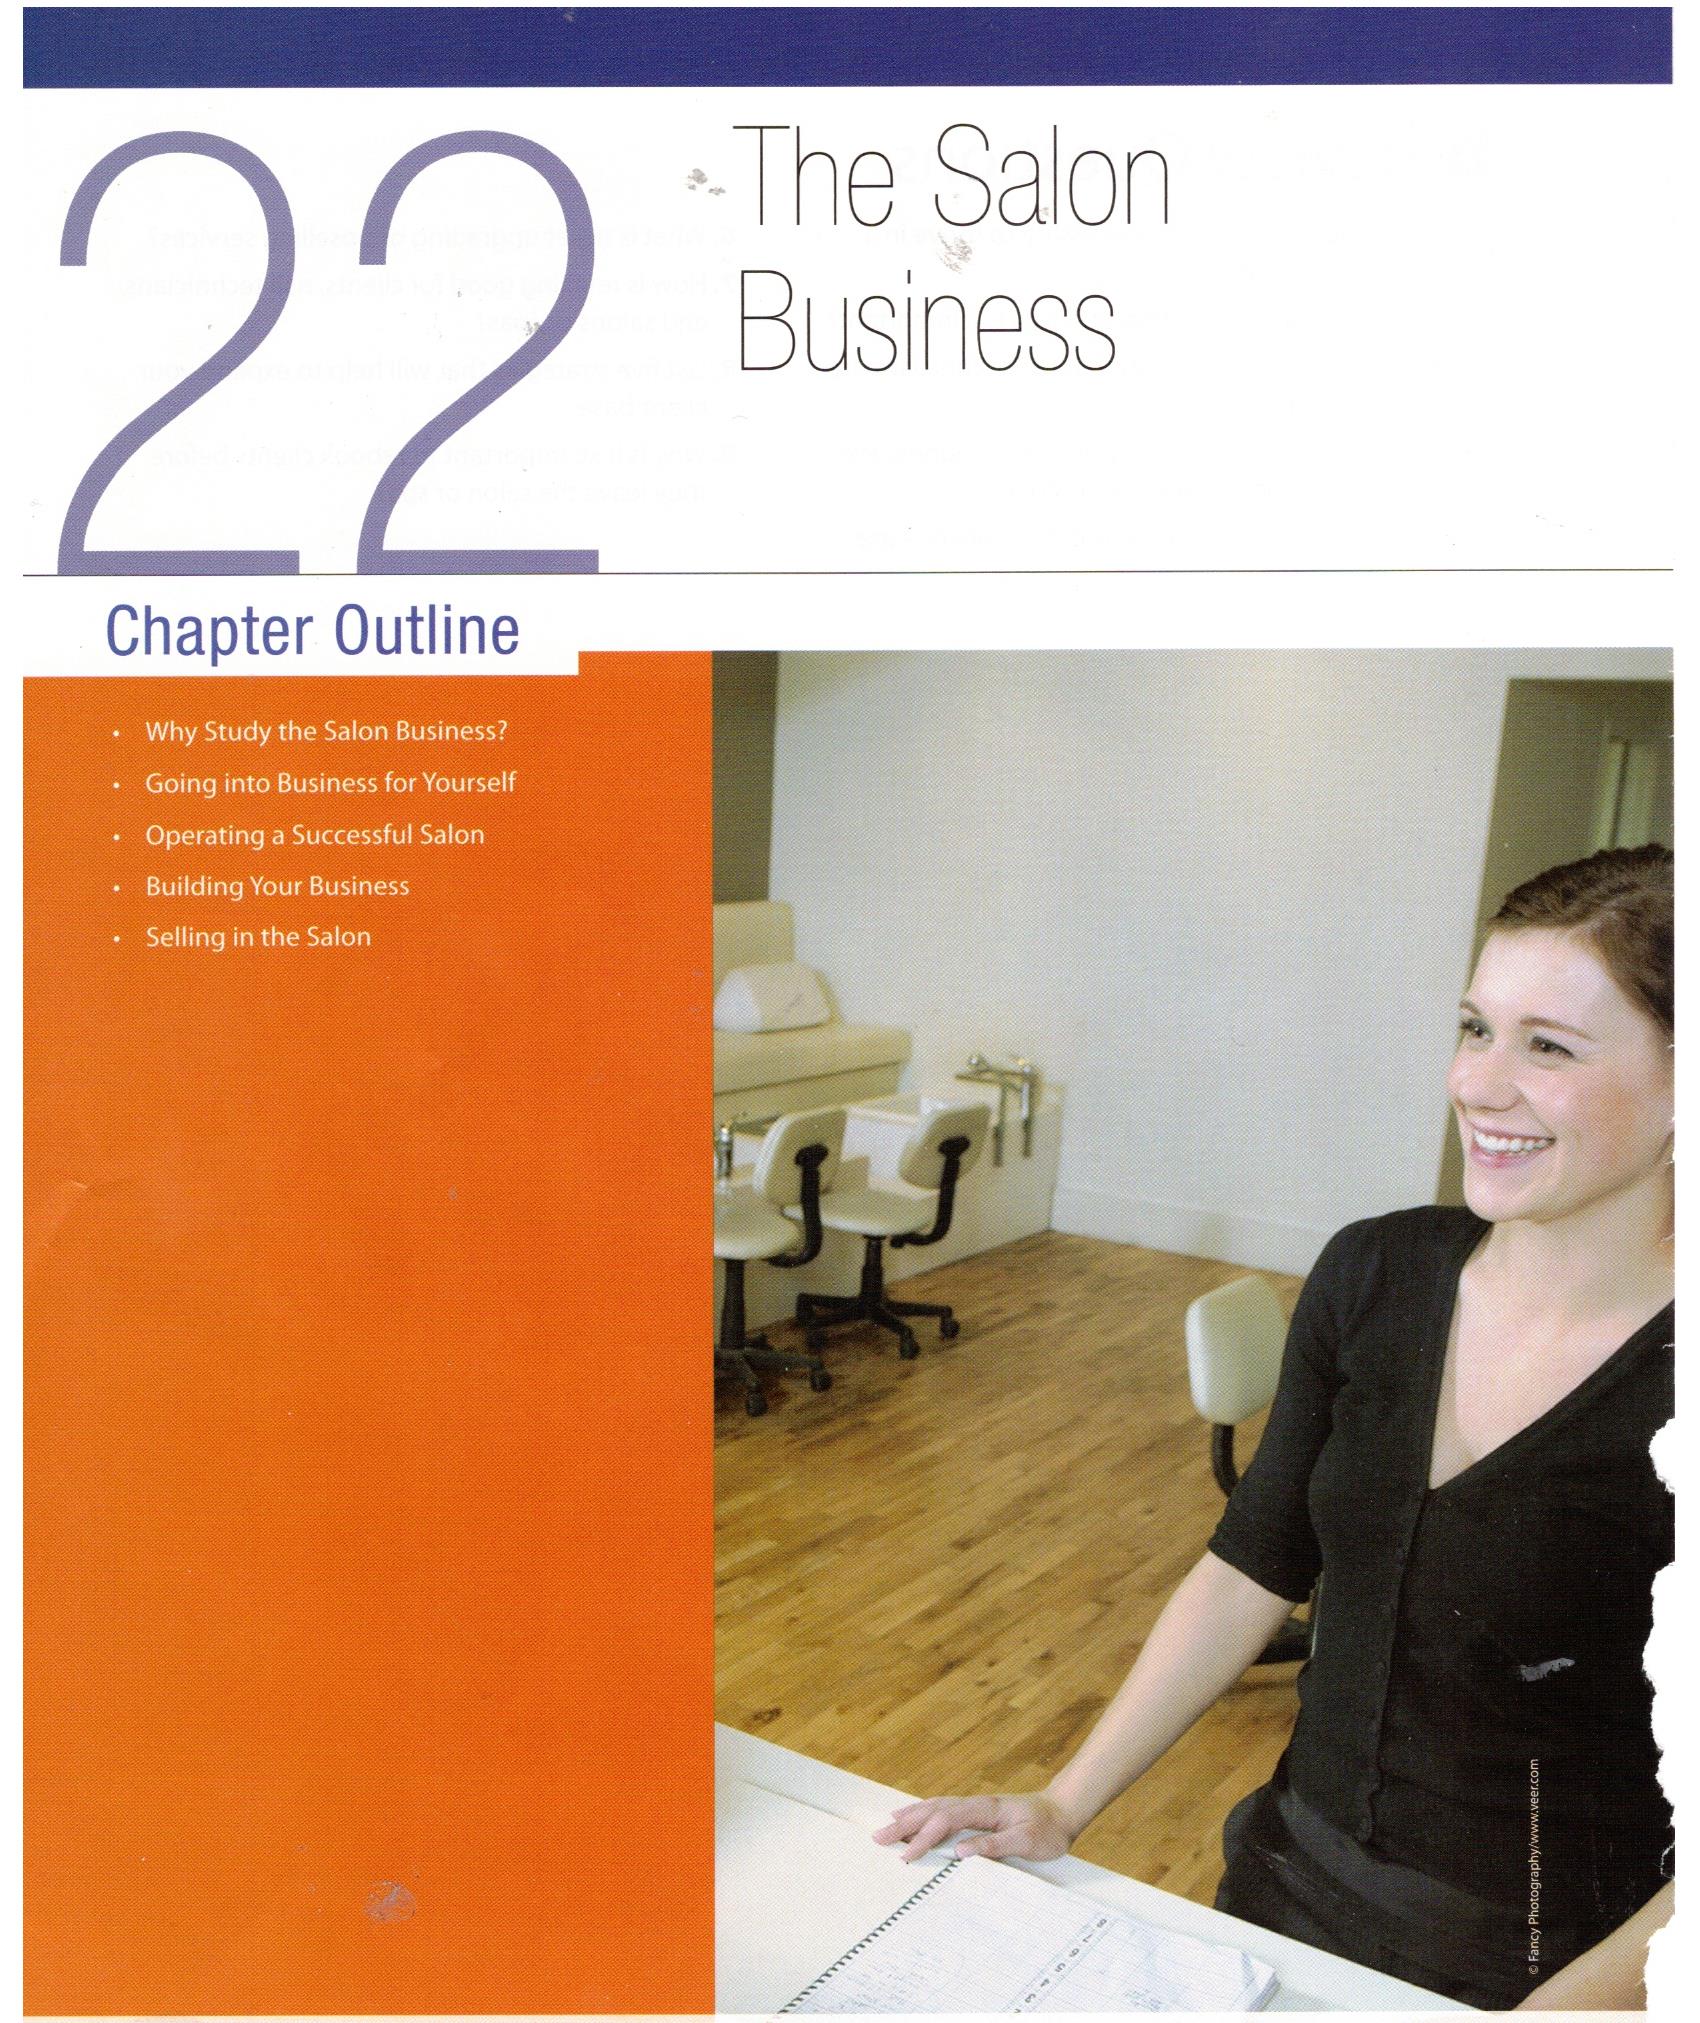 22
The Salon
Business
Chapter Outline
• Why Study the Salon Business?
• Going into Business for Yourself
• Operating a Successful Salon
• Building Your Business
• Selling in the Salon
© Fancy Photography/www.veer.com